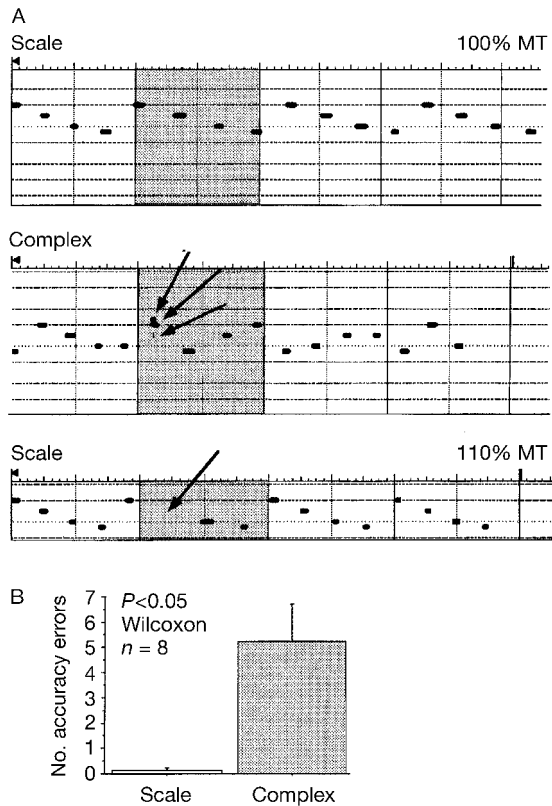 A
Scale 100% MT
Complex
Scale 110% MT
B
No. accuracy errors
7
6
5
4
3
2
1
0
P<0.05
Wilcoxon
n = 8
Scale Complex